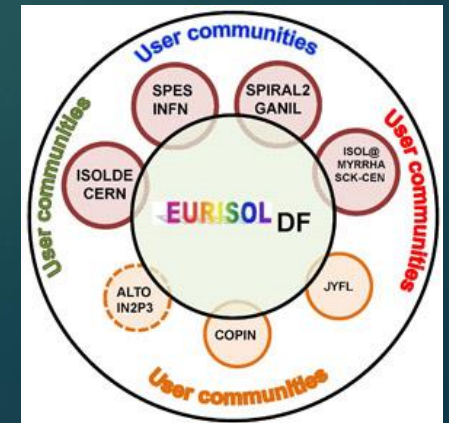 User communities
SPES
INFN
SPIRAL2
GANIL
User communities
ISOLDE
CERN
ISOL@
MYRRHA
SCK-CEN
User communities
EURISOL DF
ALTO
IN2P3
JYFL
COPIN
User communities